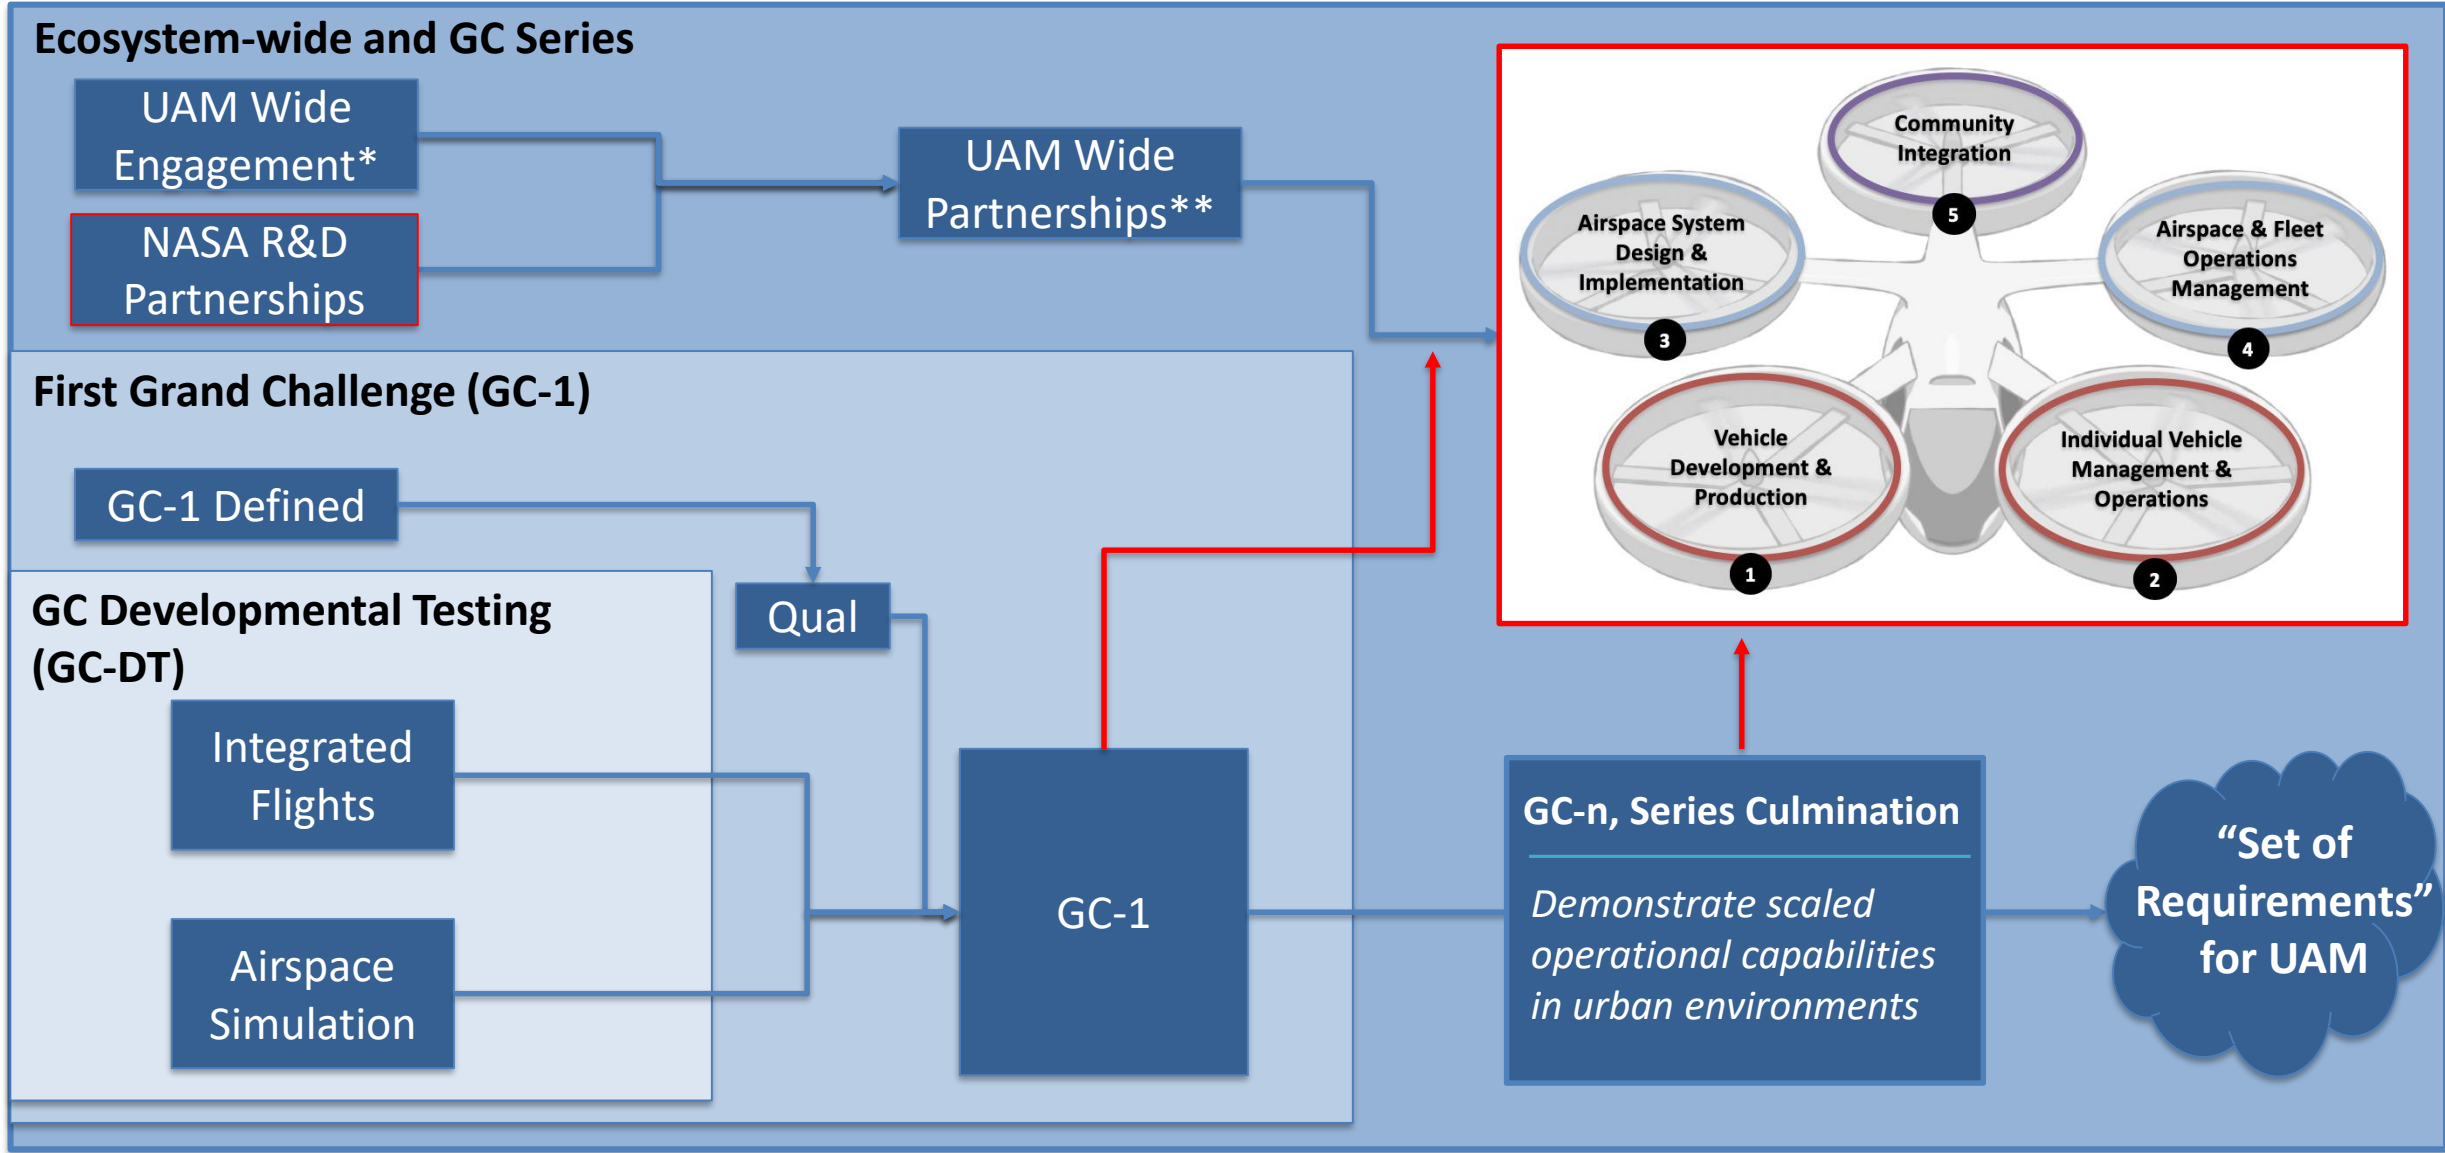 Ecosystem-wide and GC Series
UAM Wide
Engagement*
NASA R&D
Partnerships
UAM Wide
Partnerships**
Community
Integration
5
Airspace System
Design &
Implementation
3
Airspace & Fleet
Operations
Management
4
Vehicle
Development &
Production
1
Individual Vehicle
Management &
Operations
2
First Grand Challenge (GC-1)
GC-1 Defined
Qual
GC Developmental Testing
(GC-DT)
Integrated
Flights
Airspace
Simulation
GC-1
GC-n, Series Culmination
Demonstrate scaled
operational capabilities
in urban environments
“Set of
Requirements”
for UAM